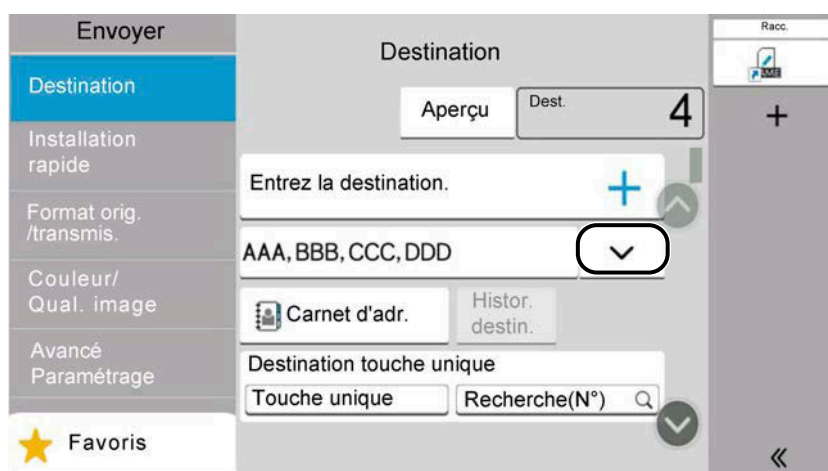 Envoyer
Destination
Installation
rapide
Format orig.
/transmis.
Couleur/
Qual. image
Avancé
Paramétrage
Favoris
Destination
Aperçu
Dest.
4
Entrez la destination.
AAA, BBB, CCC, DDD
Carnet d'adr.
Histor.
destin.
Destination touche unique
Touche unique
Recherche(N°)
Racc.